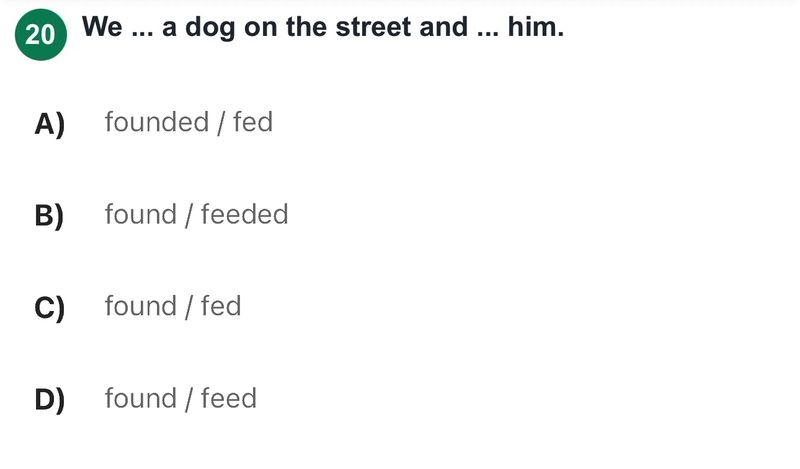 20 We ... a dog on the street and ... him.
A) founded / fed
B) found / feeded
C) found / fed
D) found / feed